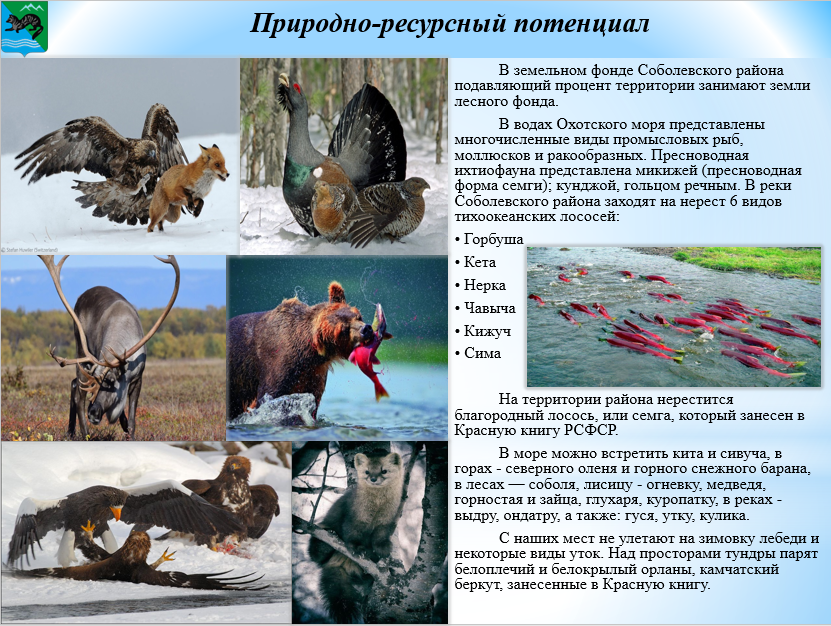 Природно-ресурсный потенциал
В земельном фонде Соболевского района
подавляющий процент территории занимают земли
лесного фонда.
В водах Охотского моря представлены
многочисленные виды промысловых рыб,
моллюсков и ракообразных. Пресноводная
ихтиофауна представлена микижей (пресноводная
форма семги); кунджой, гольцом речным. В реки
Соболевского района заходят на нерест 6 видов
тихоокеанских лососей:
• Горбуша
• Кета
• Нерка
• Чавыча
• Кижуч
• Сима
На территории района нерестится
благородный лосось, или семга, который занесен в
Красную книгу РСФСР.
В море можно встретить кита и сивуча, в
горах - северного оленя и горного снежного барана,
в лесах — соболя, лисицу - огневку, медведя,
горностая и зайца, глухаря, куропатку, в реках -
выдру, ондатру, а также: гуся, утку, кулика.
С наших мест не улетают на зимовку лебеди и
некоторые виды уток. Над просторами тундры парят
белоплечий и белокрылый орланы, камчатский
беркут, занесенные в Красную книгу.